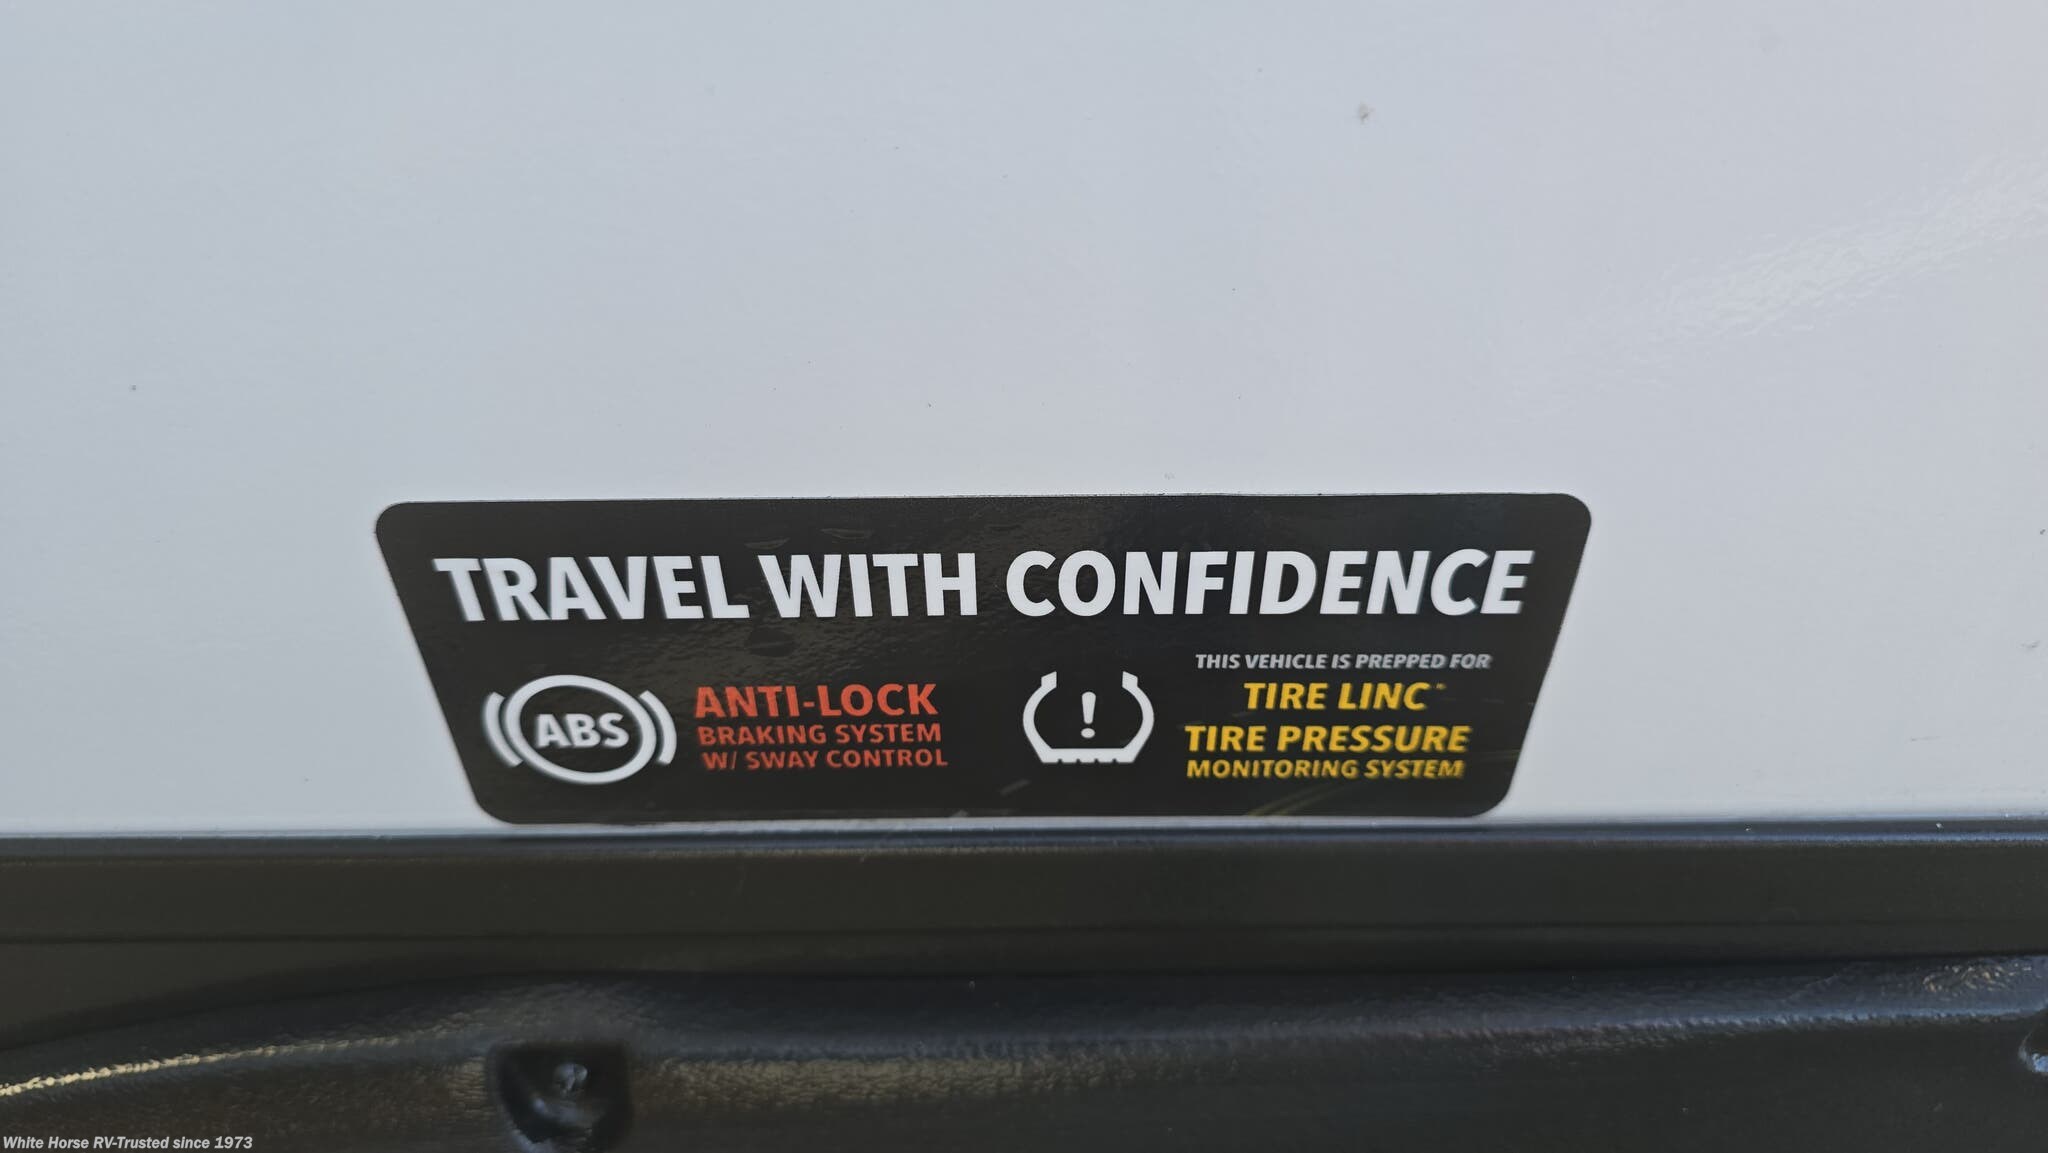 TRAVEL WITH CONFIDENCE
ABS
ANTI-LOCK
BRAKING SYSTEM
W/ SWAY CONTROL
!
THIS VEHICLE IS PREPPED FOR
TIRE LINC™
TIRE PRESSURE
MONITORING SYSTEM
White Horse RV-Trusted since 1973